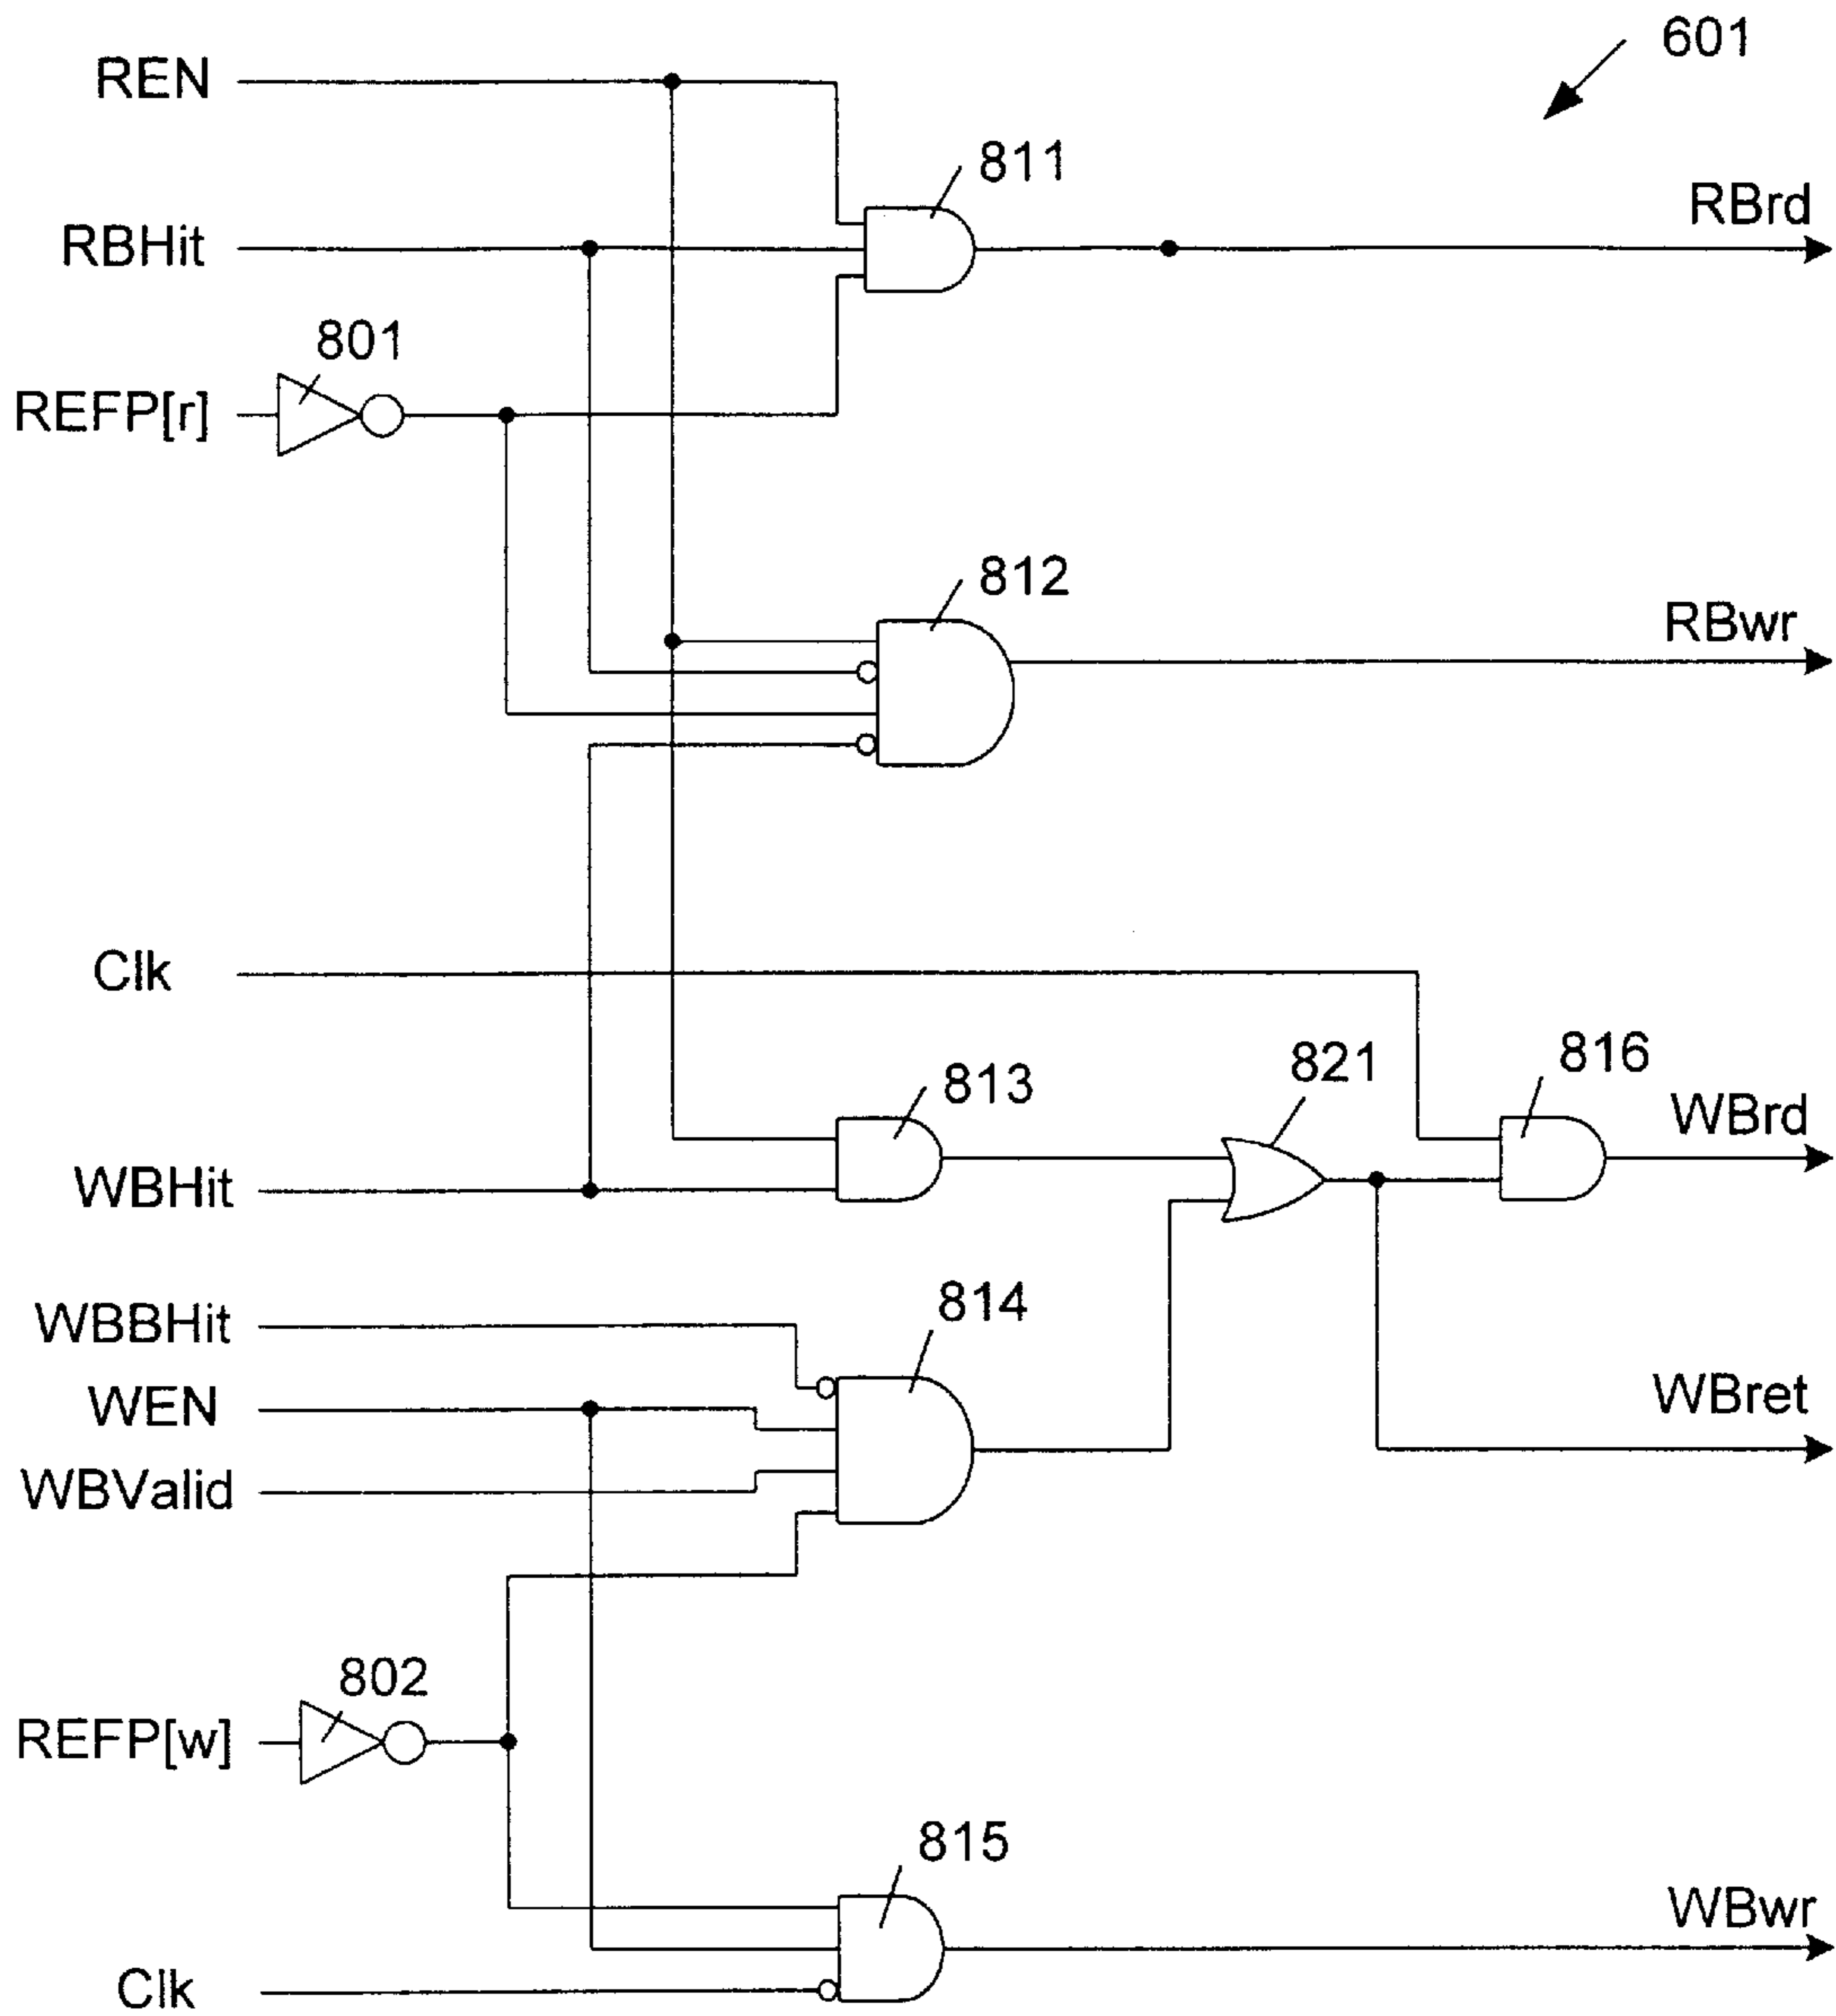 601
REN
811
RBrd
RBHit
801
REFP[r]
812
RBwr
Clk
816
821
813
WBrd
WBHit
814
WBBHit
WBret
WEN
WBValid
802
REFP[w]
815
WBwr
Clk